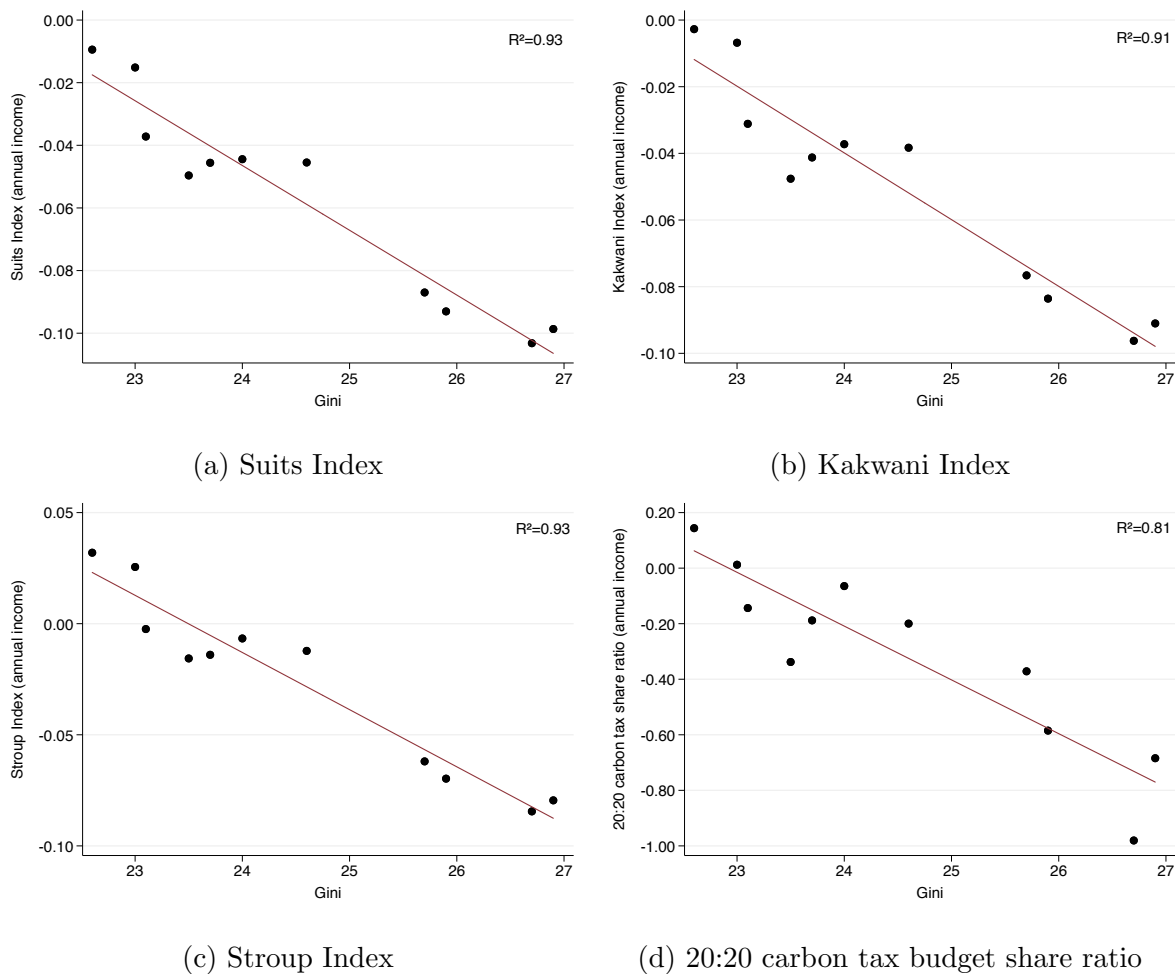 0.00
-0.02
-0.04
-0.06
-0.08
-0.10
Suits Index (annual income)
R²=0.93
23 24 25 26 27
Gini
(a) Suits Index
0.00
-0.02
-0.04
-0.06
-0.08
-0.10
Kakwani Index (annual income)
R²=0.91
23 24 25 26 27
Gini
(b) Kakwani Index
0.05
0.00
-0.05
-0.10
Stroup Index (annual income)
R²=0.93
23 24 25 26 27
Gini
(c) Stroup Index
0.20
0.00
-0.20
-0.40
-0.60
-0.80
-1.00
20:20 carbon tax share ratio (annual income)
R²=0.81
23 24 25 26 27
Gini
(d) 20:20 carbon tax budget share ratio